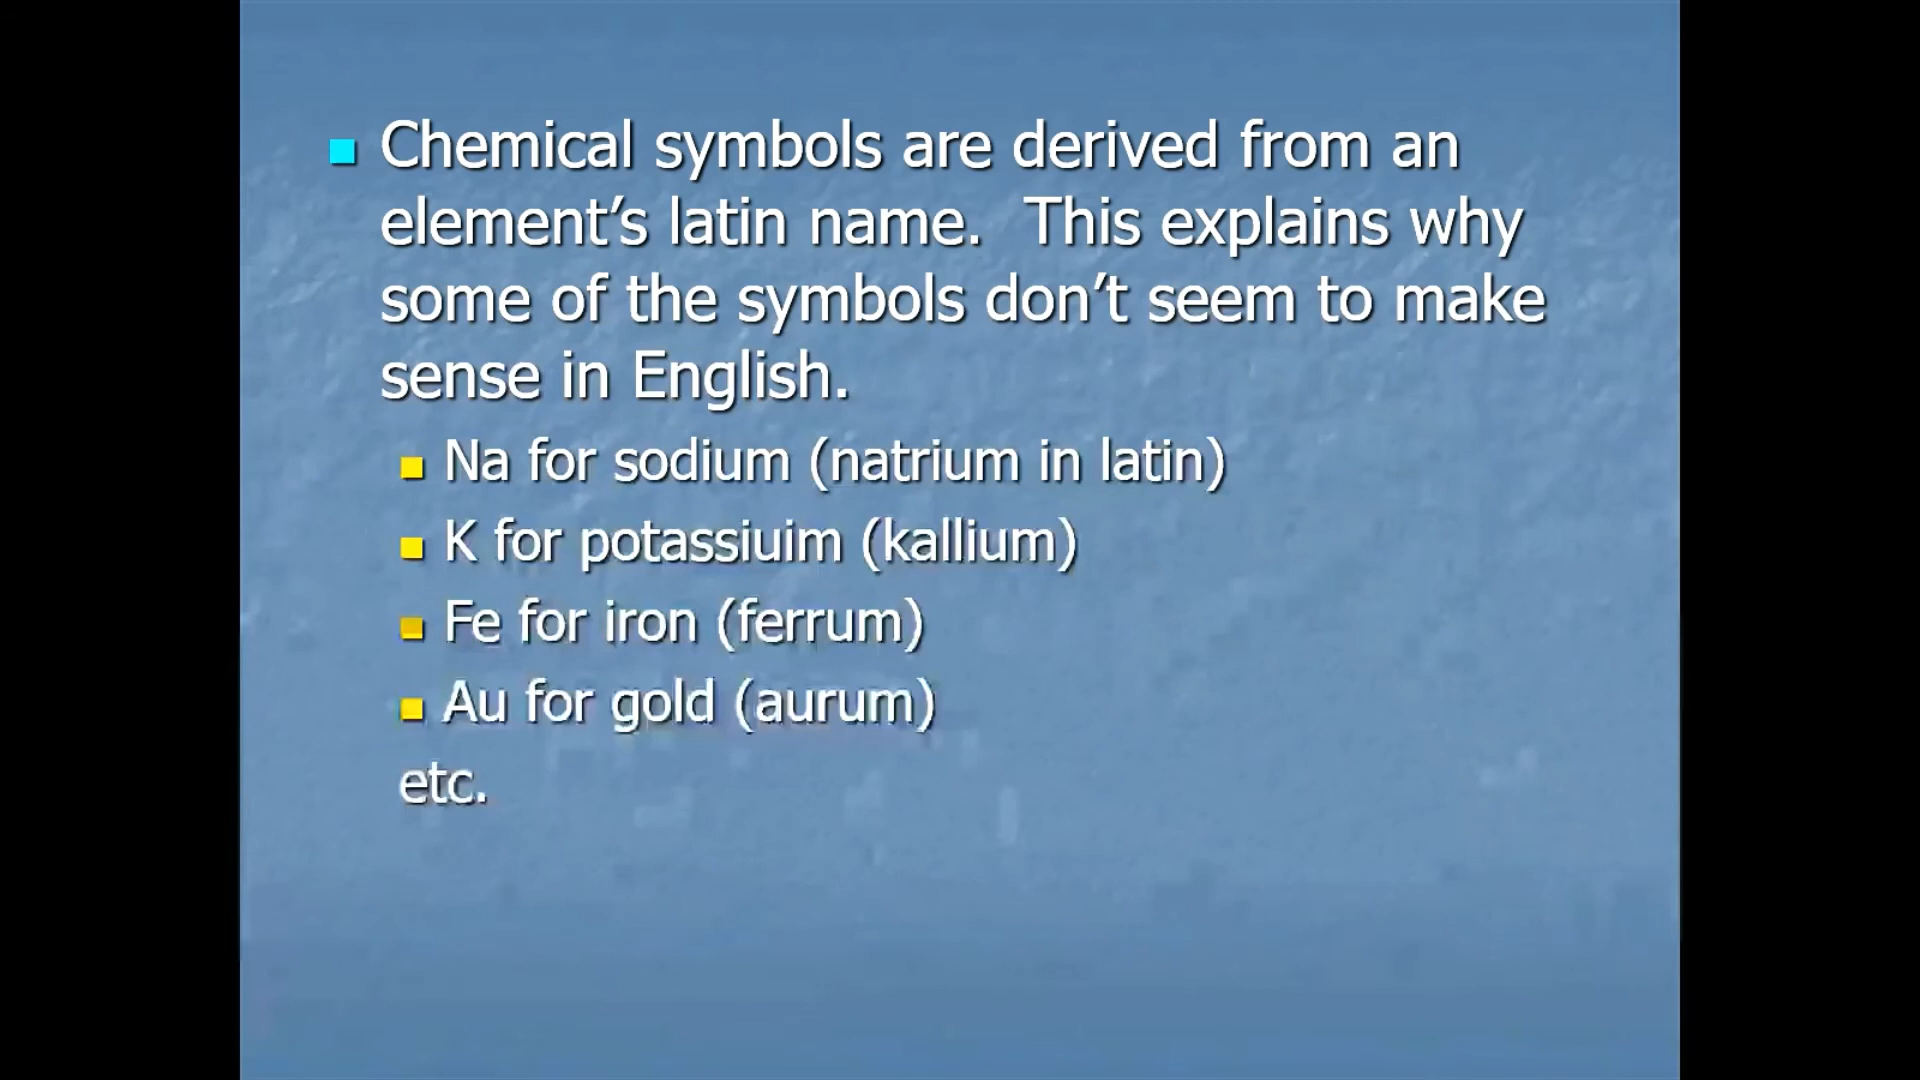 Chemical symbols are derived from an
element’s latin name.  This explains why
some of the symbols don’t seem to make
sense in English.
Na for sodium (natrium in latin)
K for potassiuim (kallium)
Fe for iron (ferrum)
Au for gold (aurum)
etc.